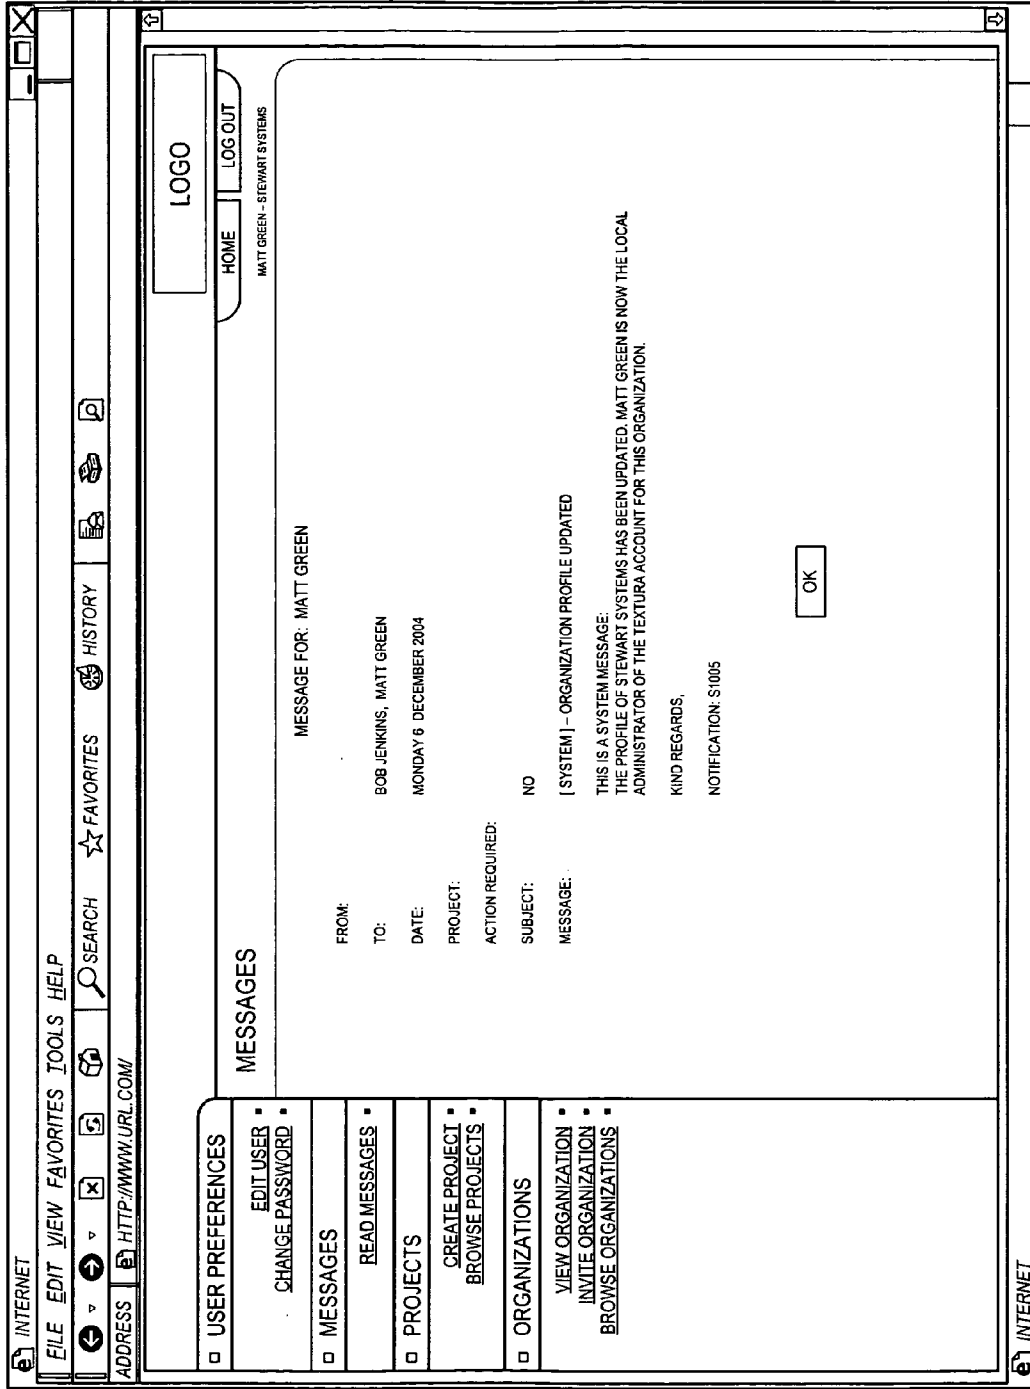 INTERNET
FILE EDIT VIEW FAVORITES TOOLS HELP
SEARCH FAVORITES HISTORY
ADDRESS HTTP://WWW.URL.COM/
LOGO
HOME LOG OUT
MATT GREEN – STEWART SYSTEMS
USER PREFERENCES
EDIT USER
CHANGE PASSWORD
MESSAGES
READ MESSAGES
PROJECTS
CREATE PROJECT
BROWSE PROJECTS
ORGANIZATIONS
VIEW ORGANIZATION
INVITE ORGANIZATION
BROWSE ORGANIZATIONS
MESSAGES
MESSAGE FOR: MATT GREEN
FROM:
TO: BOB JENKINS, MATT GREEN
DATE: MONDAY 6 DECEMBER 2004
PROJECT:
ACTION REQUIRED:
SUBJECT: NO
MESSAGE: [ SYSTEM ] – ORGANIZATION PROFILE UPDATED
THIS IS A SYSTEM MESSAGE:
THE PROFILE OF STEWART SYSTEMS HAS BEEN UPDATED. MATT GREEN IS NOW THE LOCAL
ADMINISTRATOR OF THE TEXTURA ACCOUNT FOR THIS ORGANIZATION.
KIND REGARDS,
NOTIFICATION: S1005
OK
INTERNET